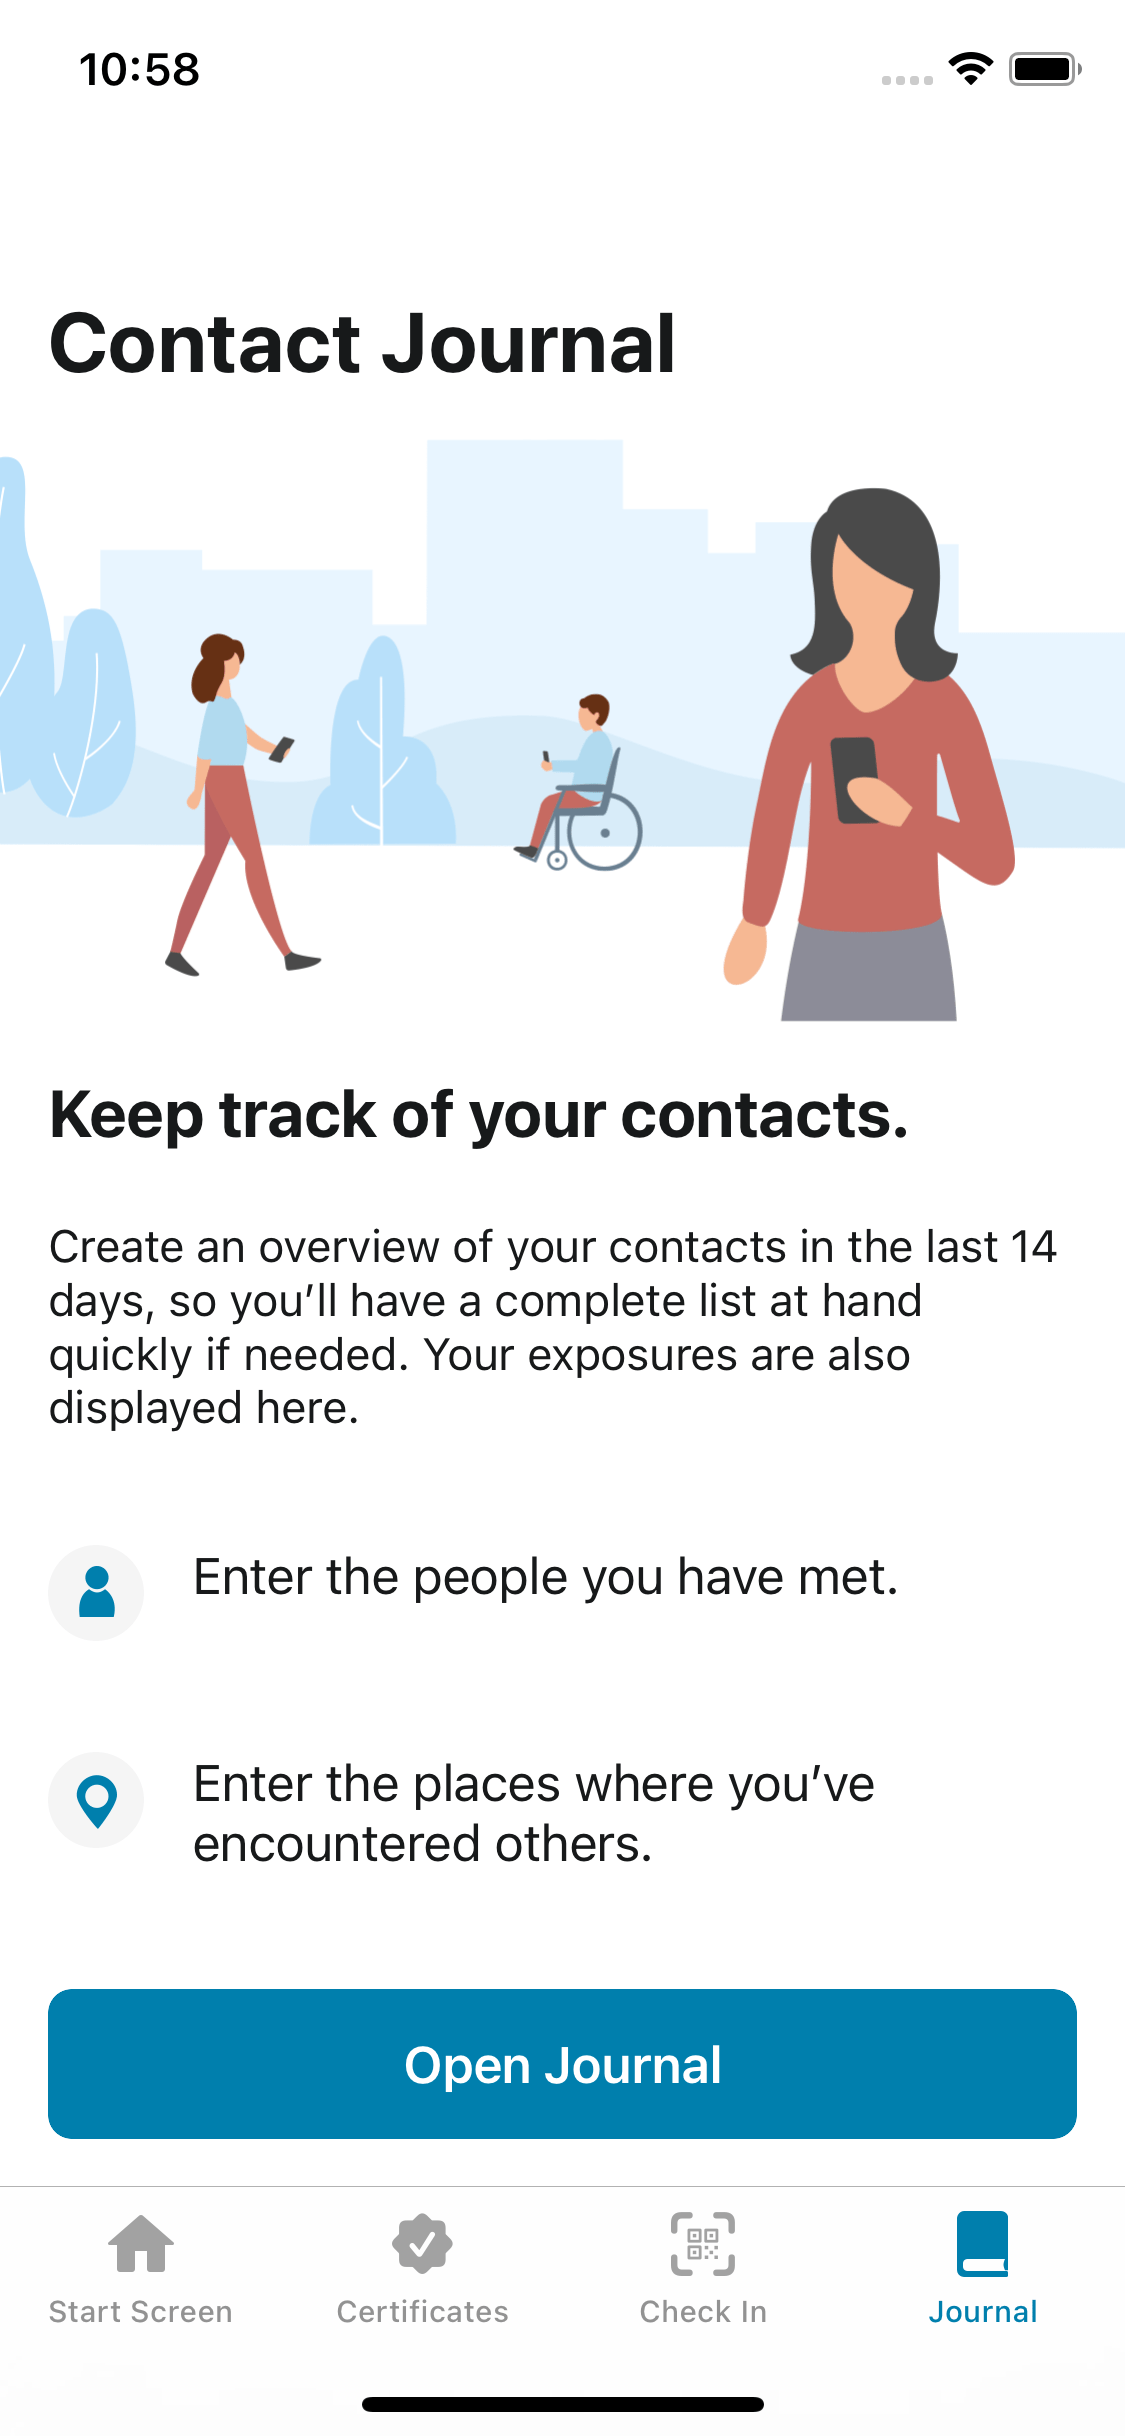 10:58
Contact Journal
Keep track of your contacts.
Create an overview of your contacts in the last 14
days, so you’ll have a complete list at hand
quickly if needed. Your exposures are also
displayed here.
Enter the people you have met.
Enter the places where you’ve
encountered others.
Open Journal
Start Screen
Certificates
Check In
Journal